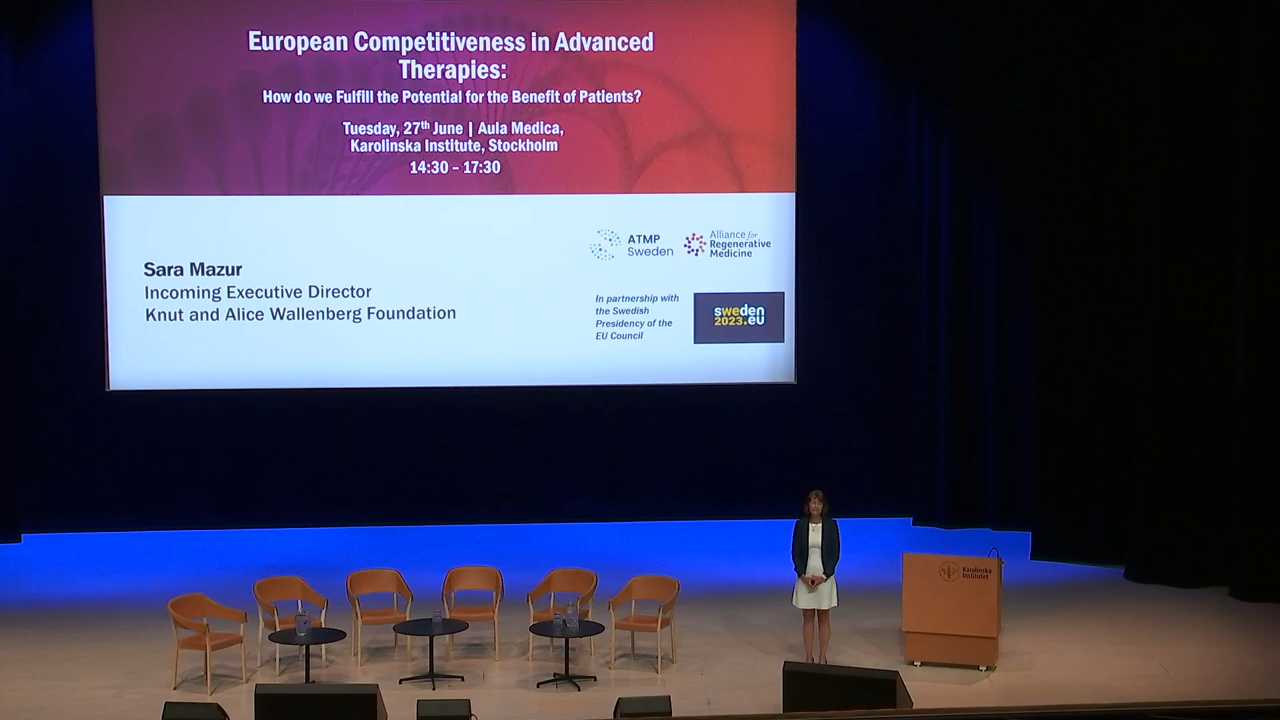 European Competitiveness in Advanced
Therapies:
How do we Fulfill the Potential for the Benefit of Patients?
Tuesday, 27th June | Aula Medica,
Karolinska Institute, Stockholm
14:30 – 17:30
Sara Mazur
Incoming Executive Director
Knut and Alice Wallenberg Foundation
ATMP
Sweden
Alliance for
Regenerative
Medicine
In partnership with
the Swedish
Presidency of the
EU Council
sweden
2023.eu
Karolinska
Institutet